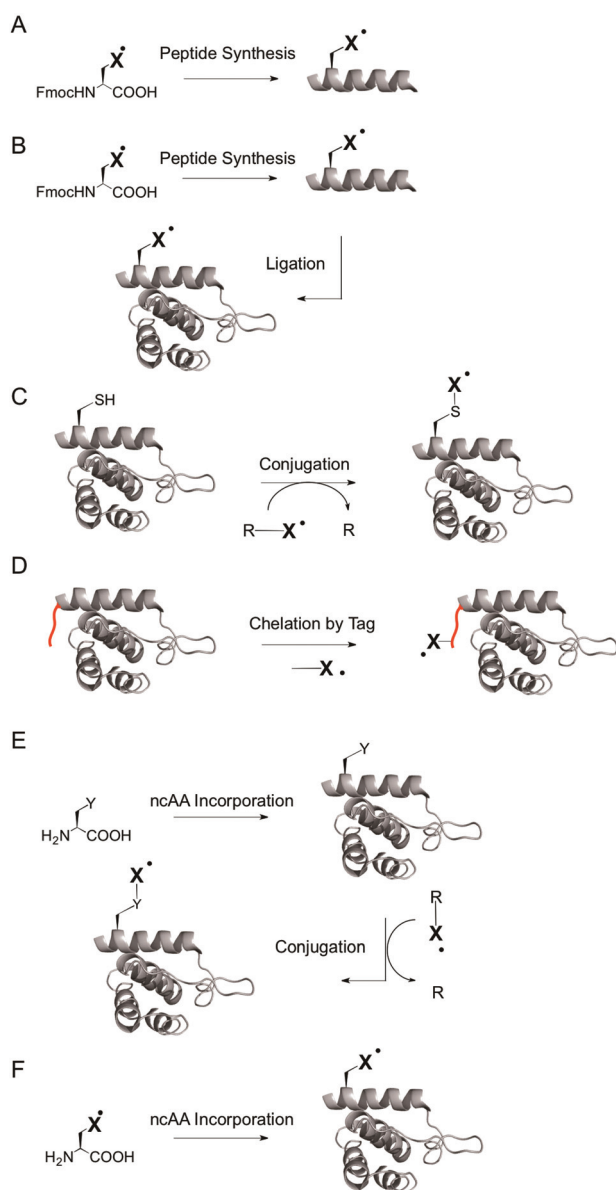 A
X•
FmocHN COOH
Peptide Synthesis
X•
B
X•
FmocHN COOH
Peptide Synthesis
X•
Ligation
X•
C
SH
Conjugation
R—X•
R
X•
S
D
Chelation by Tag
—X•
•X—
E
Y
H2N COOH
ncAA Incorporation
Y
X•
Y
Conjugation
R
X•
R
F
X•
H2N COOH
ncAA Incorporation
X•